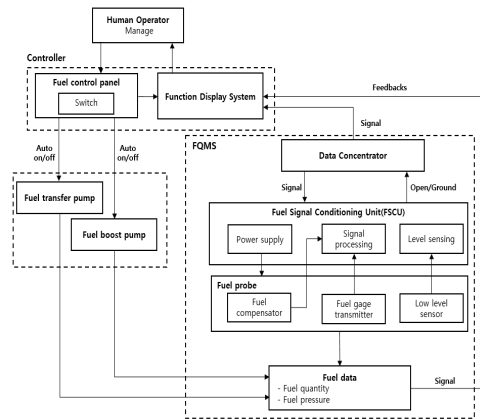 Human Operator
Manage
Controller
Fuel control panel
Switch
Function Display System
Feedbacks
Signal
Auto
on/off
Auto
on/off
FQMS
Data Concentrator
Signal
Open/Ground
Fuel transfer pump
Fuel boost pump
Fuel Signal Conditioning Unit(FSCU)
Power supply
Signal
processing
Level sensing
Fuel probe
Fuel
compensator
Fuel gage
transmitter
Low level
sensor
Fuel data
- Fuel quantity
- Fuel pressure
Signal